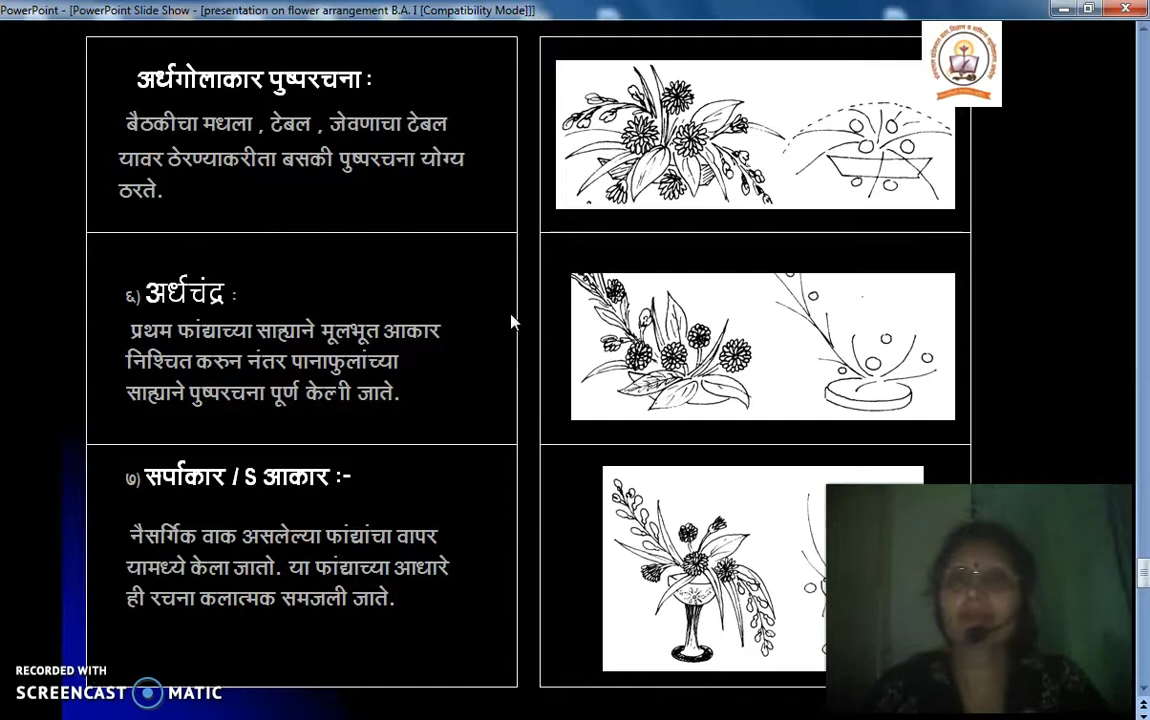 PowerPoint - [PowerPoint Slide Show - [presentation on flower arrangement B.A. I [Compatibility Mode]]]
अर्धगोलाकार पुष्परचना :
बैठकीचा मधला , टेबल , जेवणाचा टेबल
यावर ठेरण्याकरीता बसकी पुष्परचना योग्य
ठरते.
६) अर्धचंद्र :
प्रथम फांद्याच्या साह्याने मूलभूत आकार
निश्चित करुन नंतर पानाफुलांच्या
साह्याने पुष्परचना पूर्ण केली जाते.
७) सर्पाकार / S आकार :-
नैसर्गिक वाक असलेल्या फांद्यांचा वापर
यामध्ये केला जातो. या फांद्याच्या आधारे
ही रचना कलात्मक समजली जाते.
RECORDED WITH
SCREENCAST MATIC